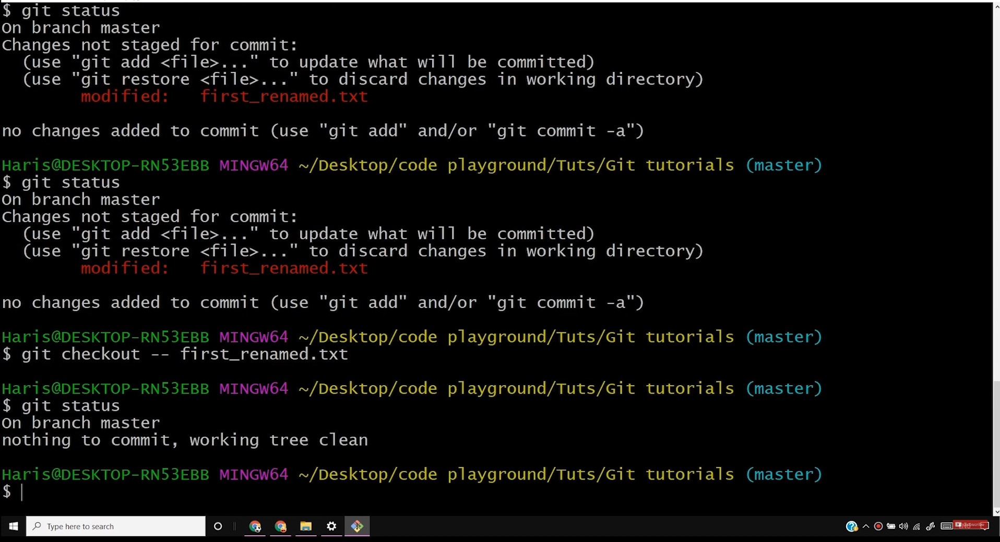 $ git status
On branch master
Changes not staged for commit:
  (use "git add <file>..." to update what will be committed)
  (use "git restore <file>..." to discard changes in working directory)
        modified:   first_renamed.txt

no changes added to commit (use "git add" and/or "git commit -a")

Haris@DESKTOP-RN53EBB MINGW64 ~/Desktop/code playground/Tuts/Git tutorials (master)
$ git status
On branch master
Changes not staged for commit:
  (use "git add <file>..." to update what will be committed)
  (use "git restore <file>..." to discard changes in working directory)
        modified:   first_renamed.txt

no changes added to commit (use "git add" and/or "git commit -a")

Haris@DESKTOP-RN53EBB MINGW64 ~/Desktop/code playground/Tuts/Git tutorials (master)
$ git checkout -- first_renamed.txt

Haris@DESKTOP-RN53EBB MINGW64 ~/Desktop/code playground/Tuts/Git tutorials (master)
$ git status
On branch master
nothing to commit, working tree clean

Haris@DESKTOP-RN53EBB MINGW64 ~/Desktop/code playground/Tuts/Git tutorials (master)
$
Type here to search
Subscribe